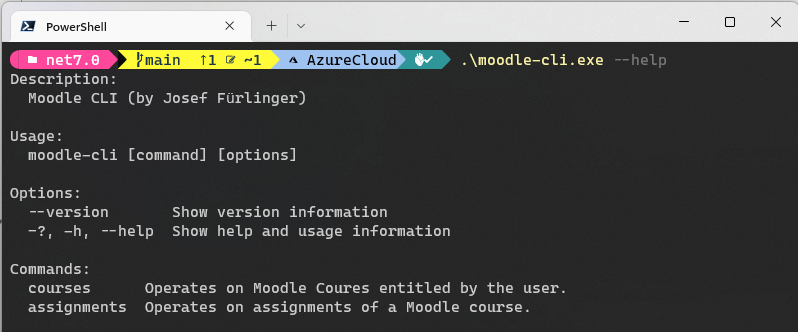 PowerShell
net7.0 main ↑1 ~1 AzureCloud .\moodle-cli.exe --help
Description:
Moodle CLI (by Josef Fürlinger)
Usage:
moodle-cli [command] [options]
Options:
--version Show version information
-?, -h, --help Show help and usage information
Commands:
courses Operates on Moodle Coures entitled by the user.
assignments Operates on assignments of a Moodle course.